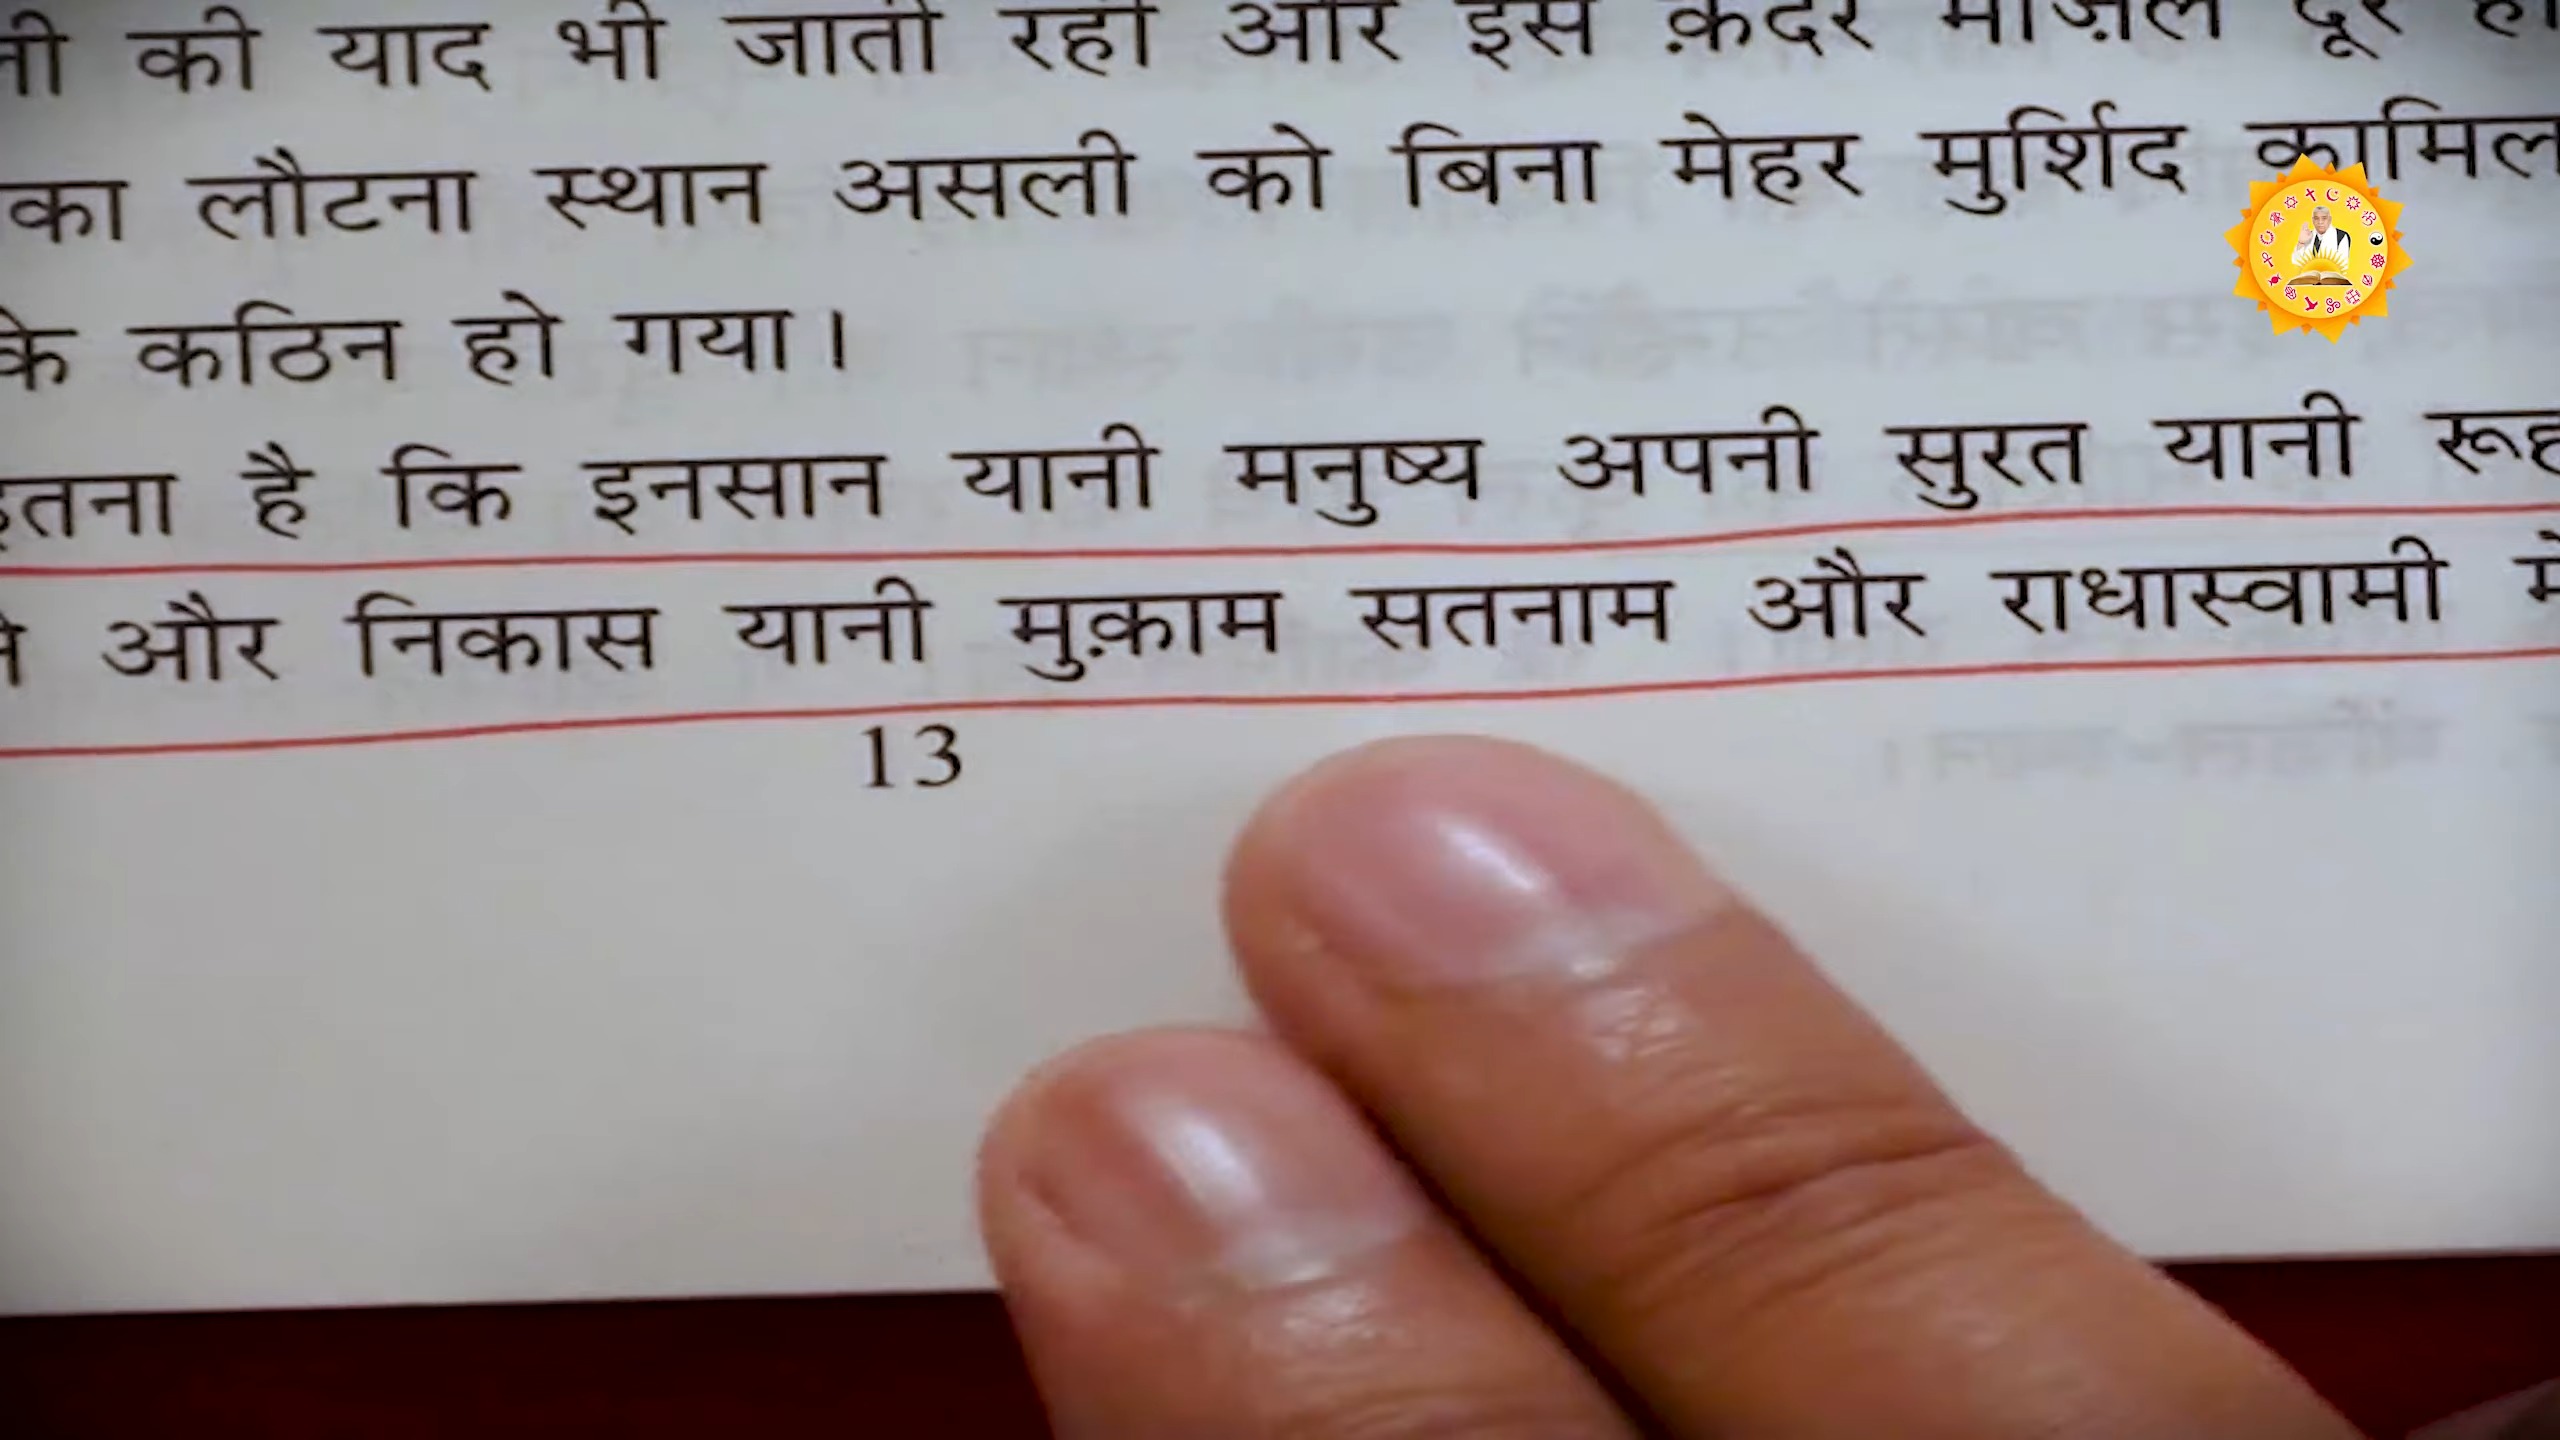 की याद भी जाती रही और इस क़दर मंज़िल दूर
का लौटना स्थान असली को बिना मेहर मुर्शिद कामिल
के कठिन हो गया।
इतना है कि इनसान यानी मनुष्य अपनी सुरत यानी रूह
और निकास यानी मुक़ाम सतनाम और राधास्वामी में
13